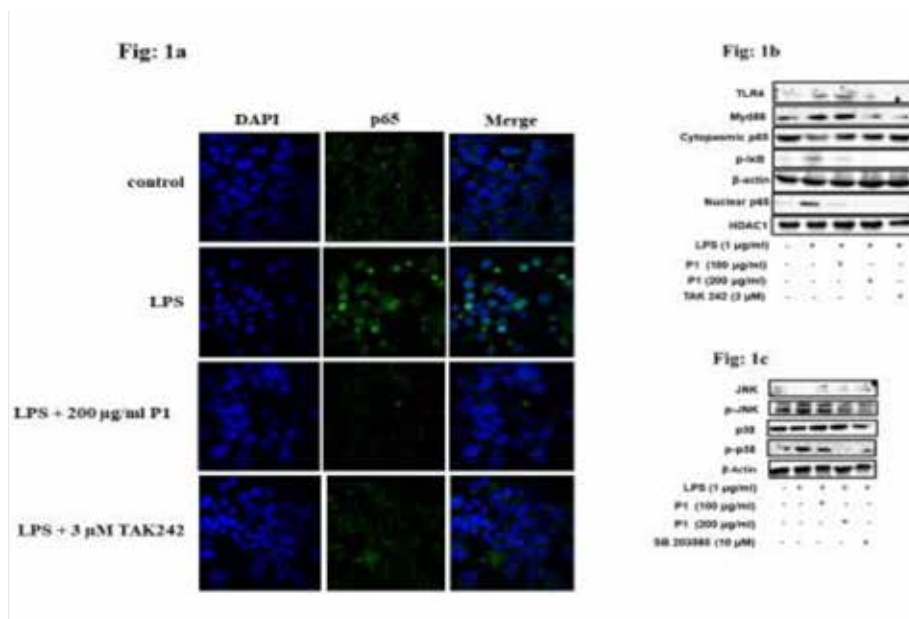 Fig: 1a
DAPI p65 Merge
control
LPS
LPS + 200 µg/ml P1
LPS + 3 µM TAK242
Fig: 1b
TLR4
Myd88
Cytopasmic p65
p-IκB
β-actin
Nuclear p65
HDAC1
LPS (1 µg/ml) - + + + +
P1 (100 µg/ml) - - + - -
P1 (200 µg/ml) - - - + -
TAK 242 (3 µM) - - - - +
Fig: 1c
JNK
p-JNK
p38
p-p38
β-Actin
LPS (1 µg/ml) - + + + +
P1 (100 µg/ml) - - + - -
P1 (200 µg/ml) - - - + -
SB 203580 (10 µM) - - - - +